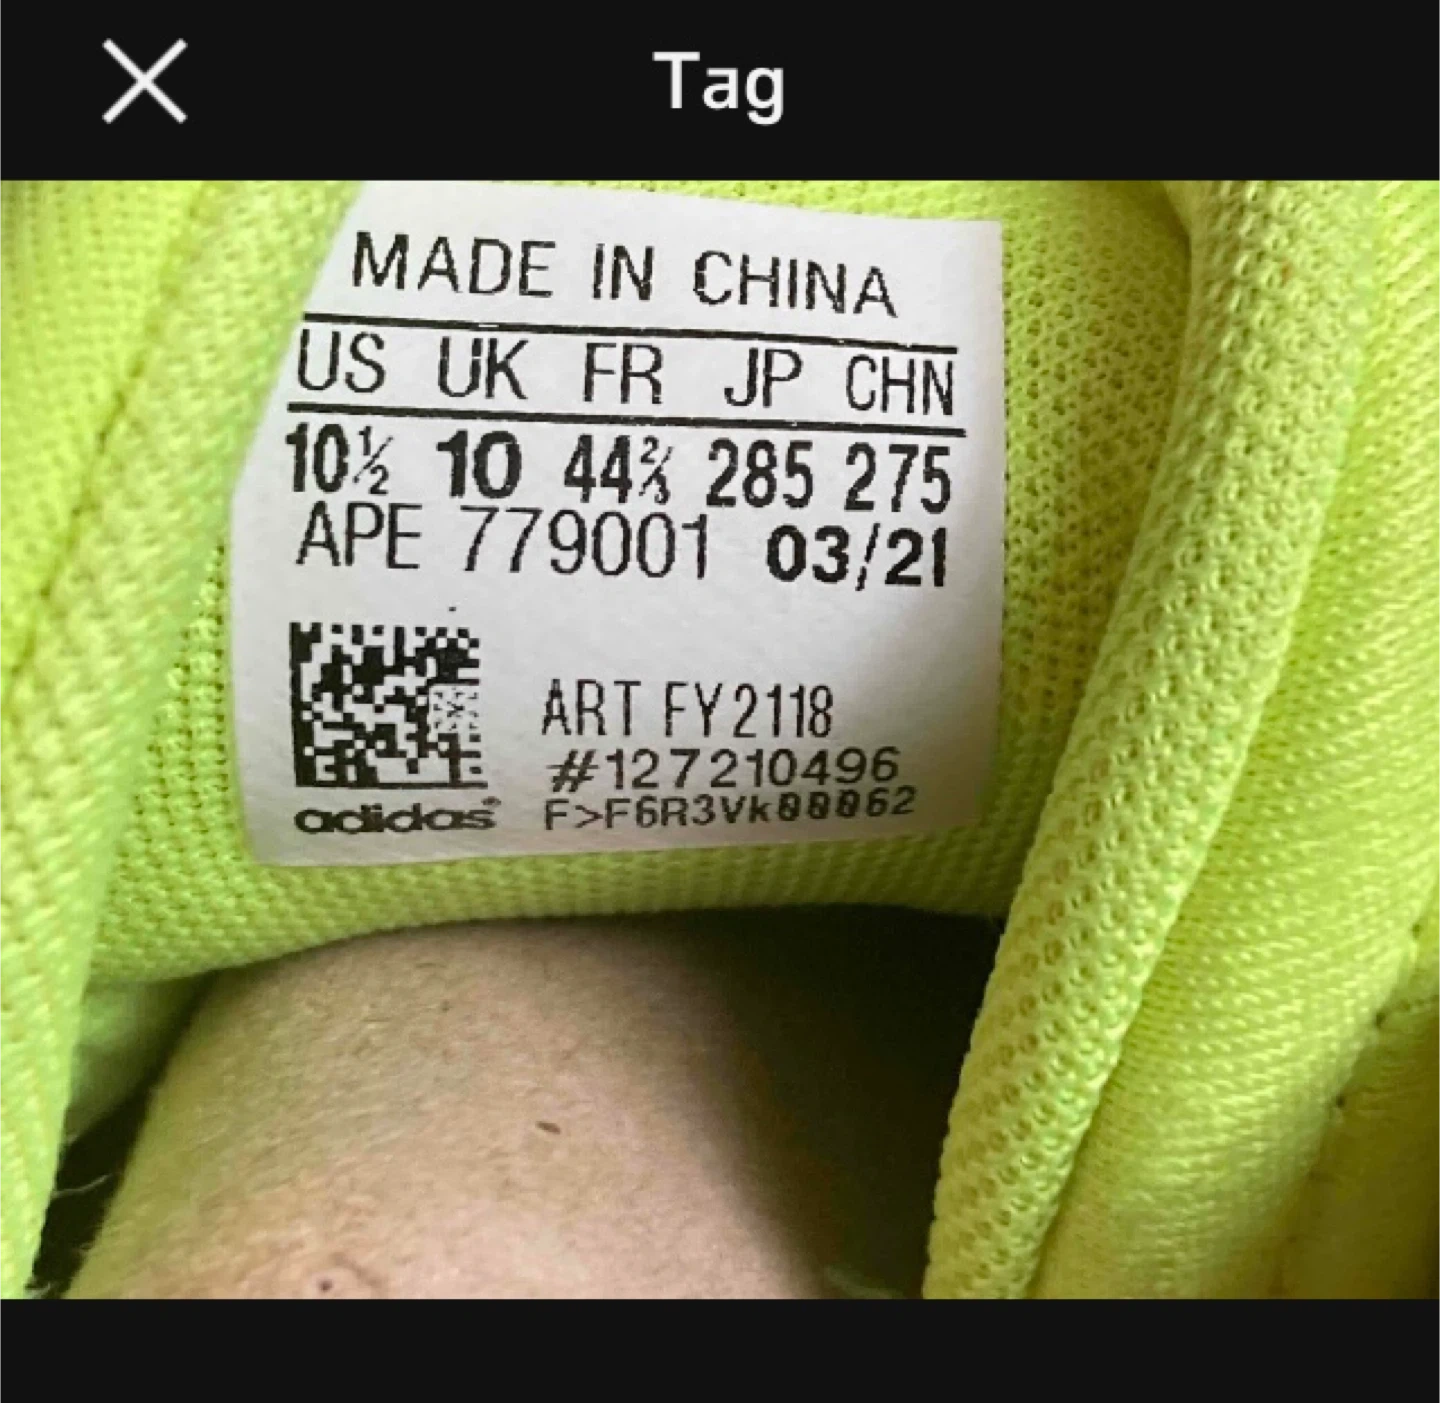 Tag
MADE IN CHINA
US UK FR JP CHN
10½ 10 44⅔ 285 275
APE 779001 03/21
ART FY2118
#127210496
adidas® F>F6R3Vk00062